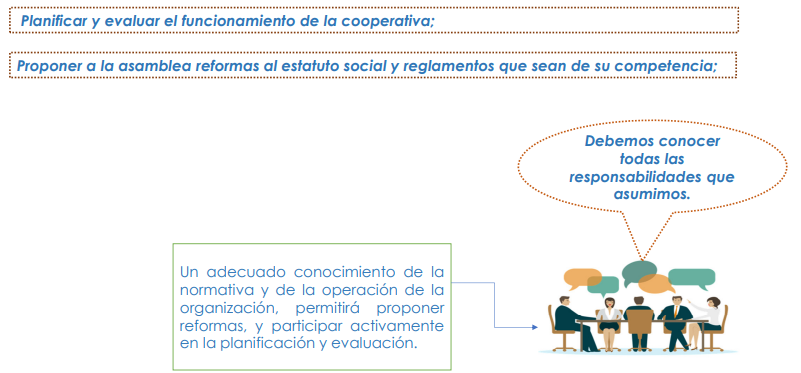 Planificar y evaluar el funcionamiento de la cooperativa;
Proponer a la asamblea reformas al estatuto social y reglamentos que sean de su competencia;
Debemos conocer
todas las
responsabilidades que
asumimos.
Un adecuado conocimiento de la
normativa y de la operación de la
organización, permitirá proponer
reformas, y participar activamente
en la planificación y evaluación.